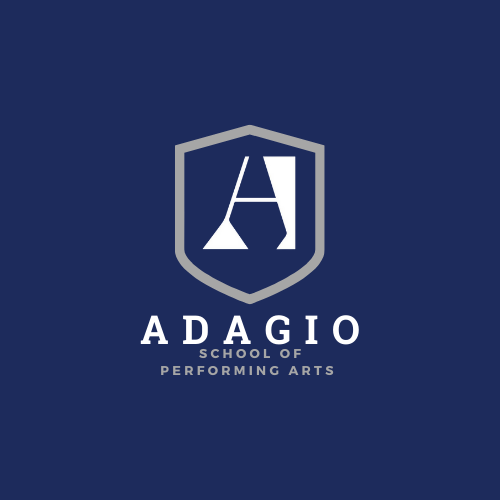 A
ADAGIO
SCHOOL OF
PERFORMING ARTS